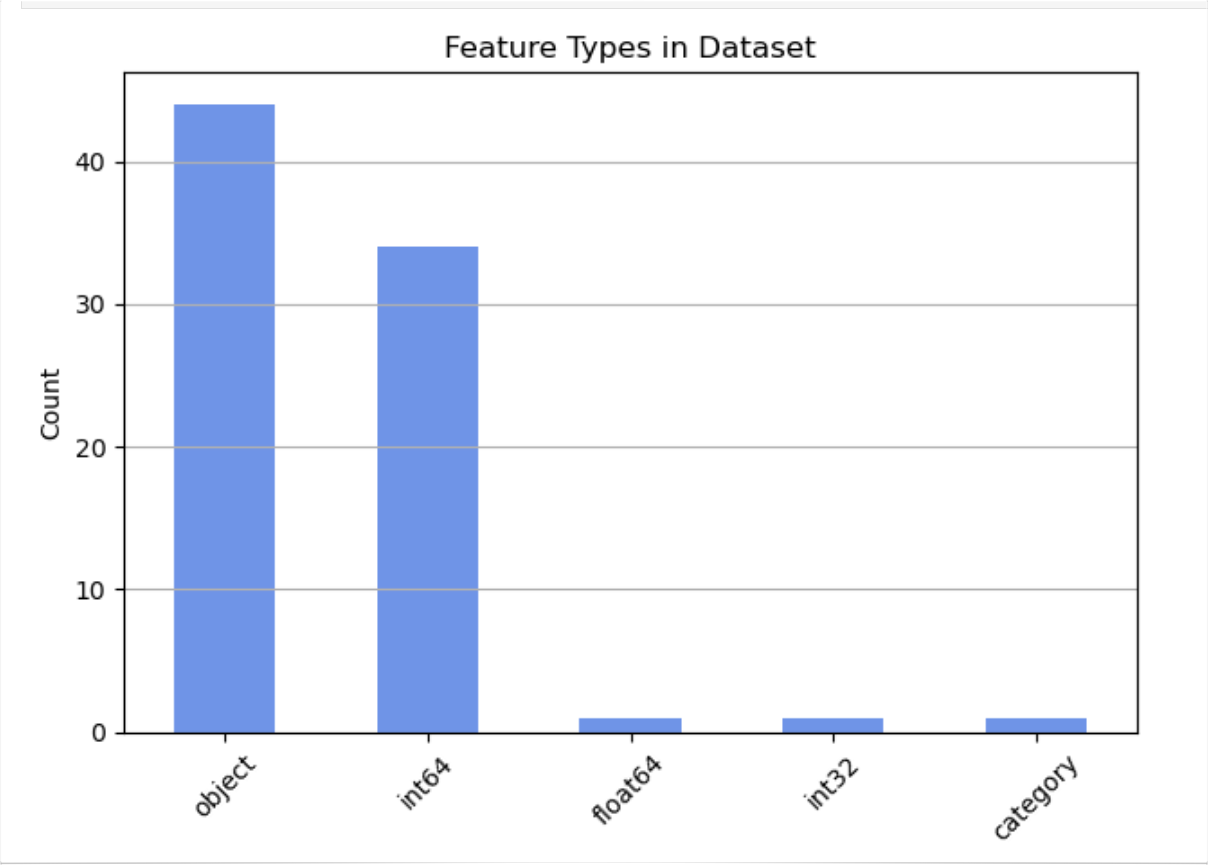 Feature Types in Dataset
Count
40
30
20
10
0
object
int64
float64
int32
category